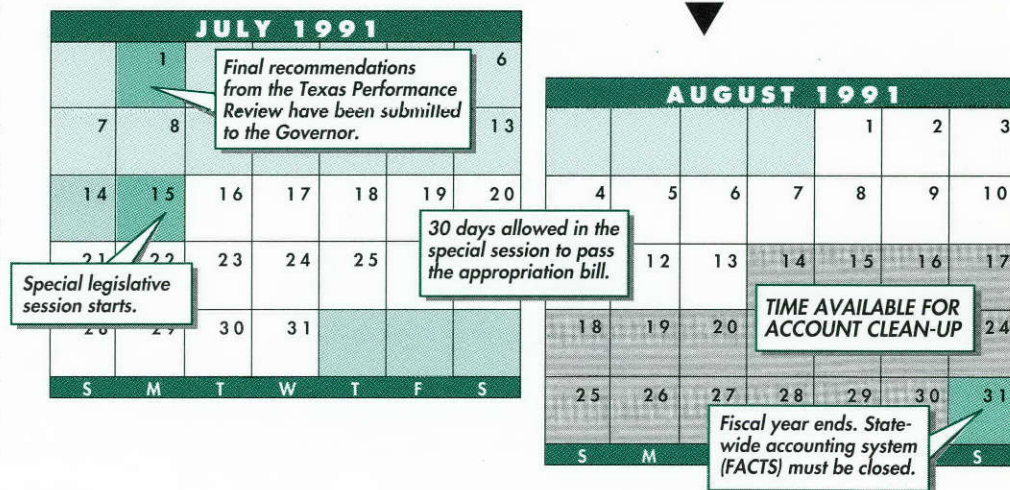 JULY 1991
1
6
Final recommendations
from the Texas Performance
Review have been submitted
to the Governor.
7 8 13
14 15 16 17 18 19 20
21 22 23 24 25
Special legislative
session starts.
28 29 30 31
S M T W T F S
30 days allowed in the
special session to pass
the appropriation bill.
AUGUST 1991
1 2 3
4 5 6 7 8 9 10
12 13 14 15 16 17
TIME AVAILABLE FOR
ACCOUNT CLEAN-UP
18 19 20 24
25 26 27 28 29 30 31
Fiscal year ends. State-
wide accounting system
(FACTS) must be closed.
S M S